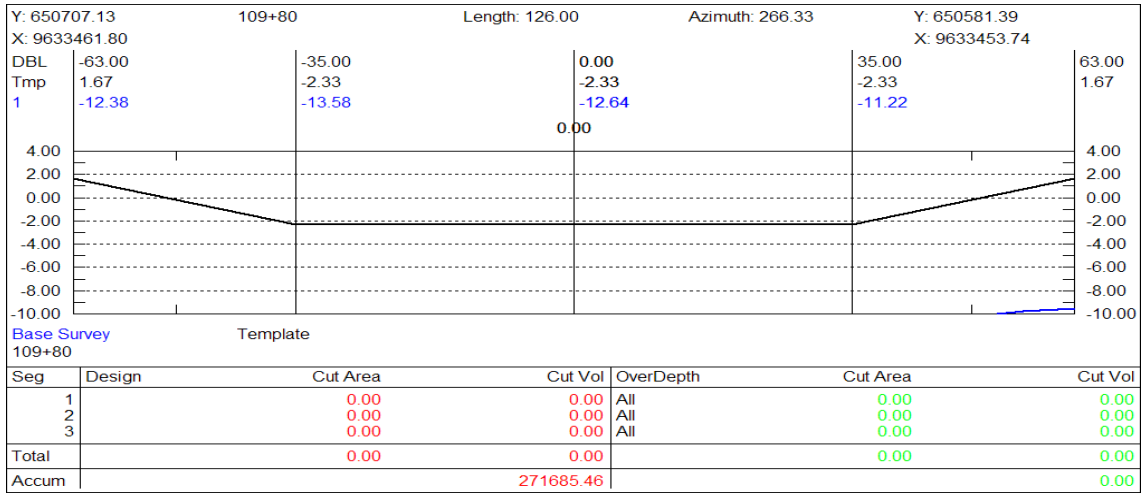 Y: 650707.13 109+80 Length: 126.00 Azimuth: 266.33 Y: 650581.39
X: 9633461.80 X: 9633453.74
DBL -63.00 -35.00 0.00 35.00 63.00
Tmp 1.67 -2.33 -2.33 -2.33 1.67
1 -12.38 -13.58 -12.64 -11.22
0.00
4.00 4.00
2.00 2.00
0.00 0.00
-2.00 -2.00
-4.00 -4.00
-6.00 -6.00
-8.00 -8.00
-10.00 -10.00
Base Survey Template
109+80
Seg Design Cut Area Cut Vol OverDepth Cut Area Cut Vol
1 0.00 0.00 All 0.00 0.00
2 0.00 0.00 All 0.00 0.00
3 0.00 0.00 All 0.00 0.00
Total 0.00 0.00 0.00 0.00
Accum 271685.46 0.00